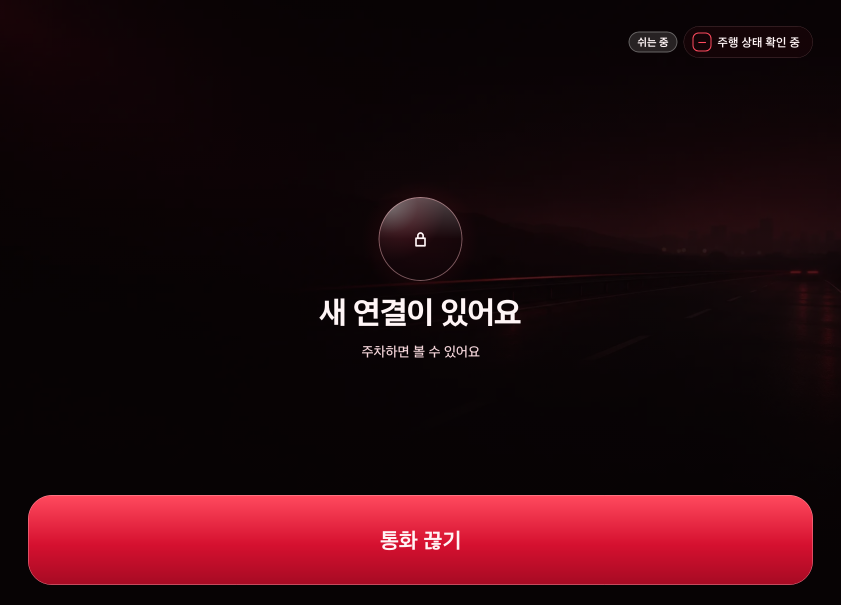 쉬는 중
주행 상태 확인 중
새 연결이 있어요
주차하면 볼 수 있어요
통화 끊기